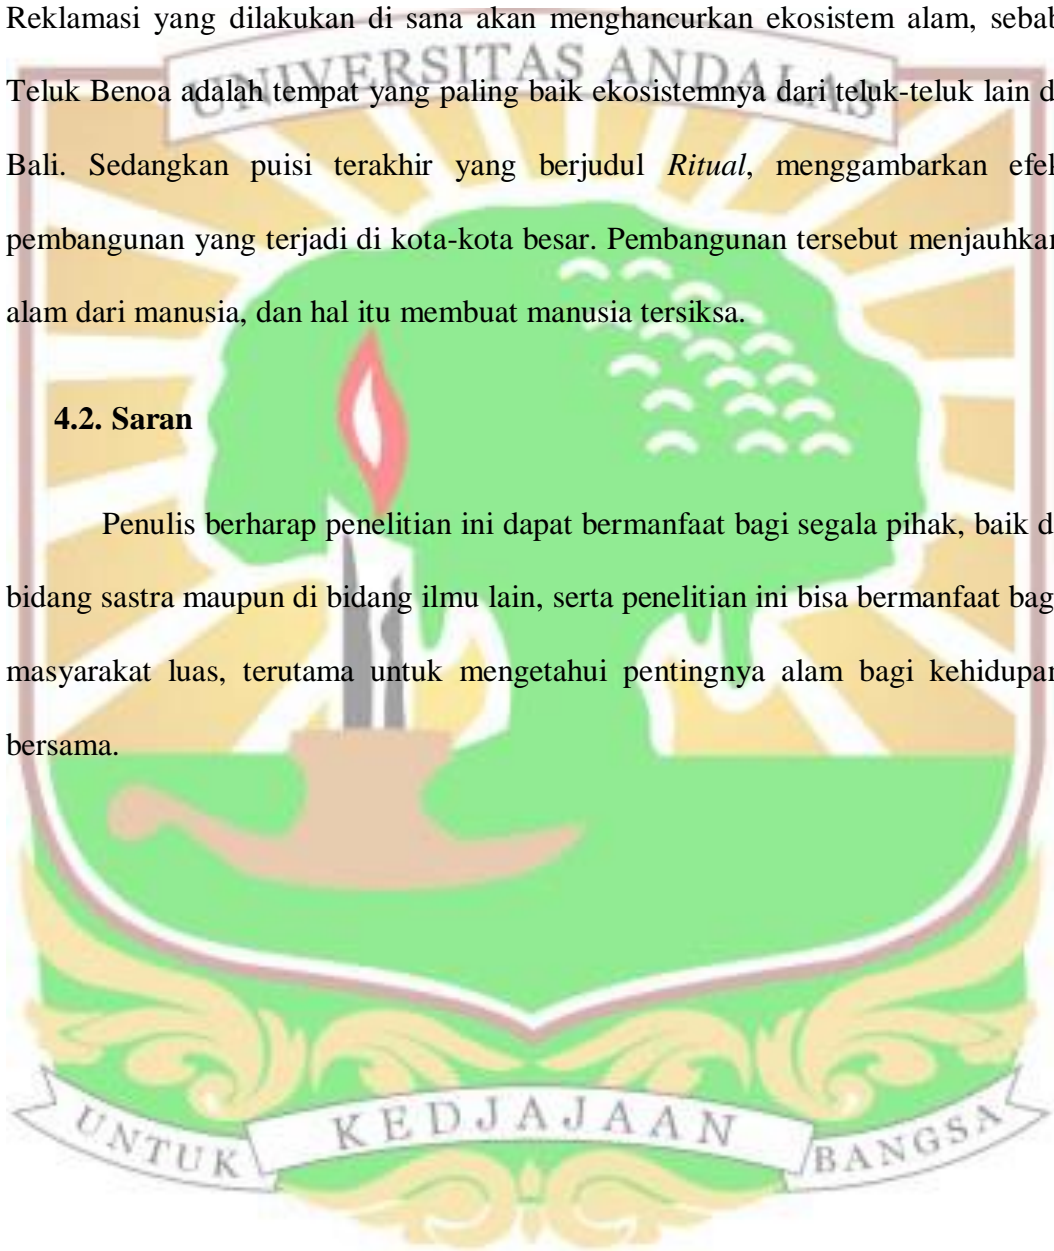 Reklamasi yang dilakukan di sana akan menghancurkan ekosistem alam, sebab
UNIVERSITAS ANDALAS
Teluk Benoa adalah tempat yang paling baik ekosistemnya dari teluk-teluk lain d
Bali. Sedangkan puisi terakhir yang berjudul Ritual, menggambarkan efek
pembangunan yang terjadi di kota-kota besar. Pembangunan tersebut menjauhkan
alam dari manusia, dan hal itu membuat manusia tersiksa.
4.2. Saran
Penulis berharap penelitian ini dapat bermanfaat bagi segala pihak, baik d
bidang sastra maupun di bidang ilmu lain, serta penelitian ini bisa bermanfaat bag
masyarakat luas, terutama untuk mengetahui pentingnya alam bagi kehidupan
bersama.
UNTUK KEDJAJAAN BANGSA